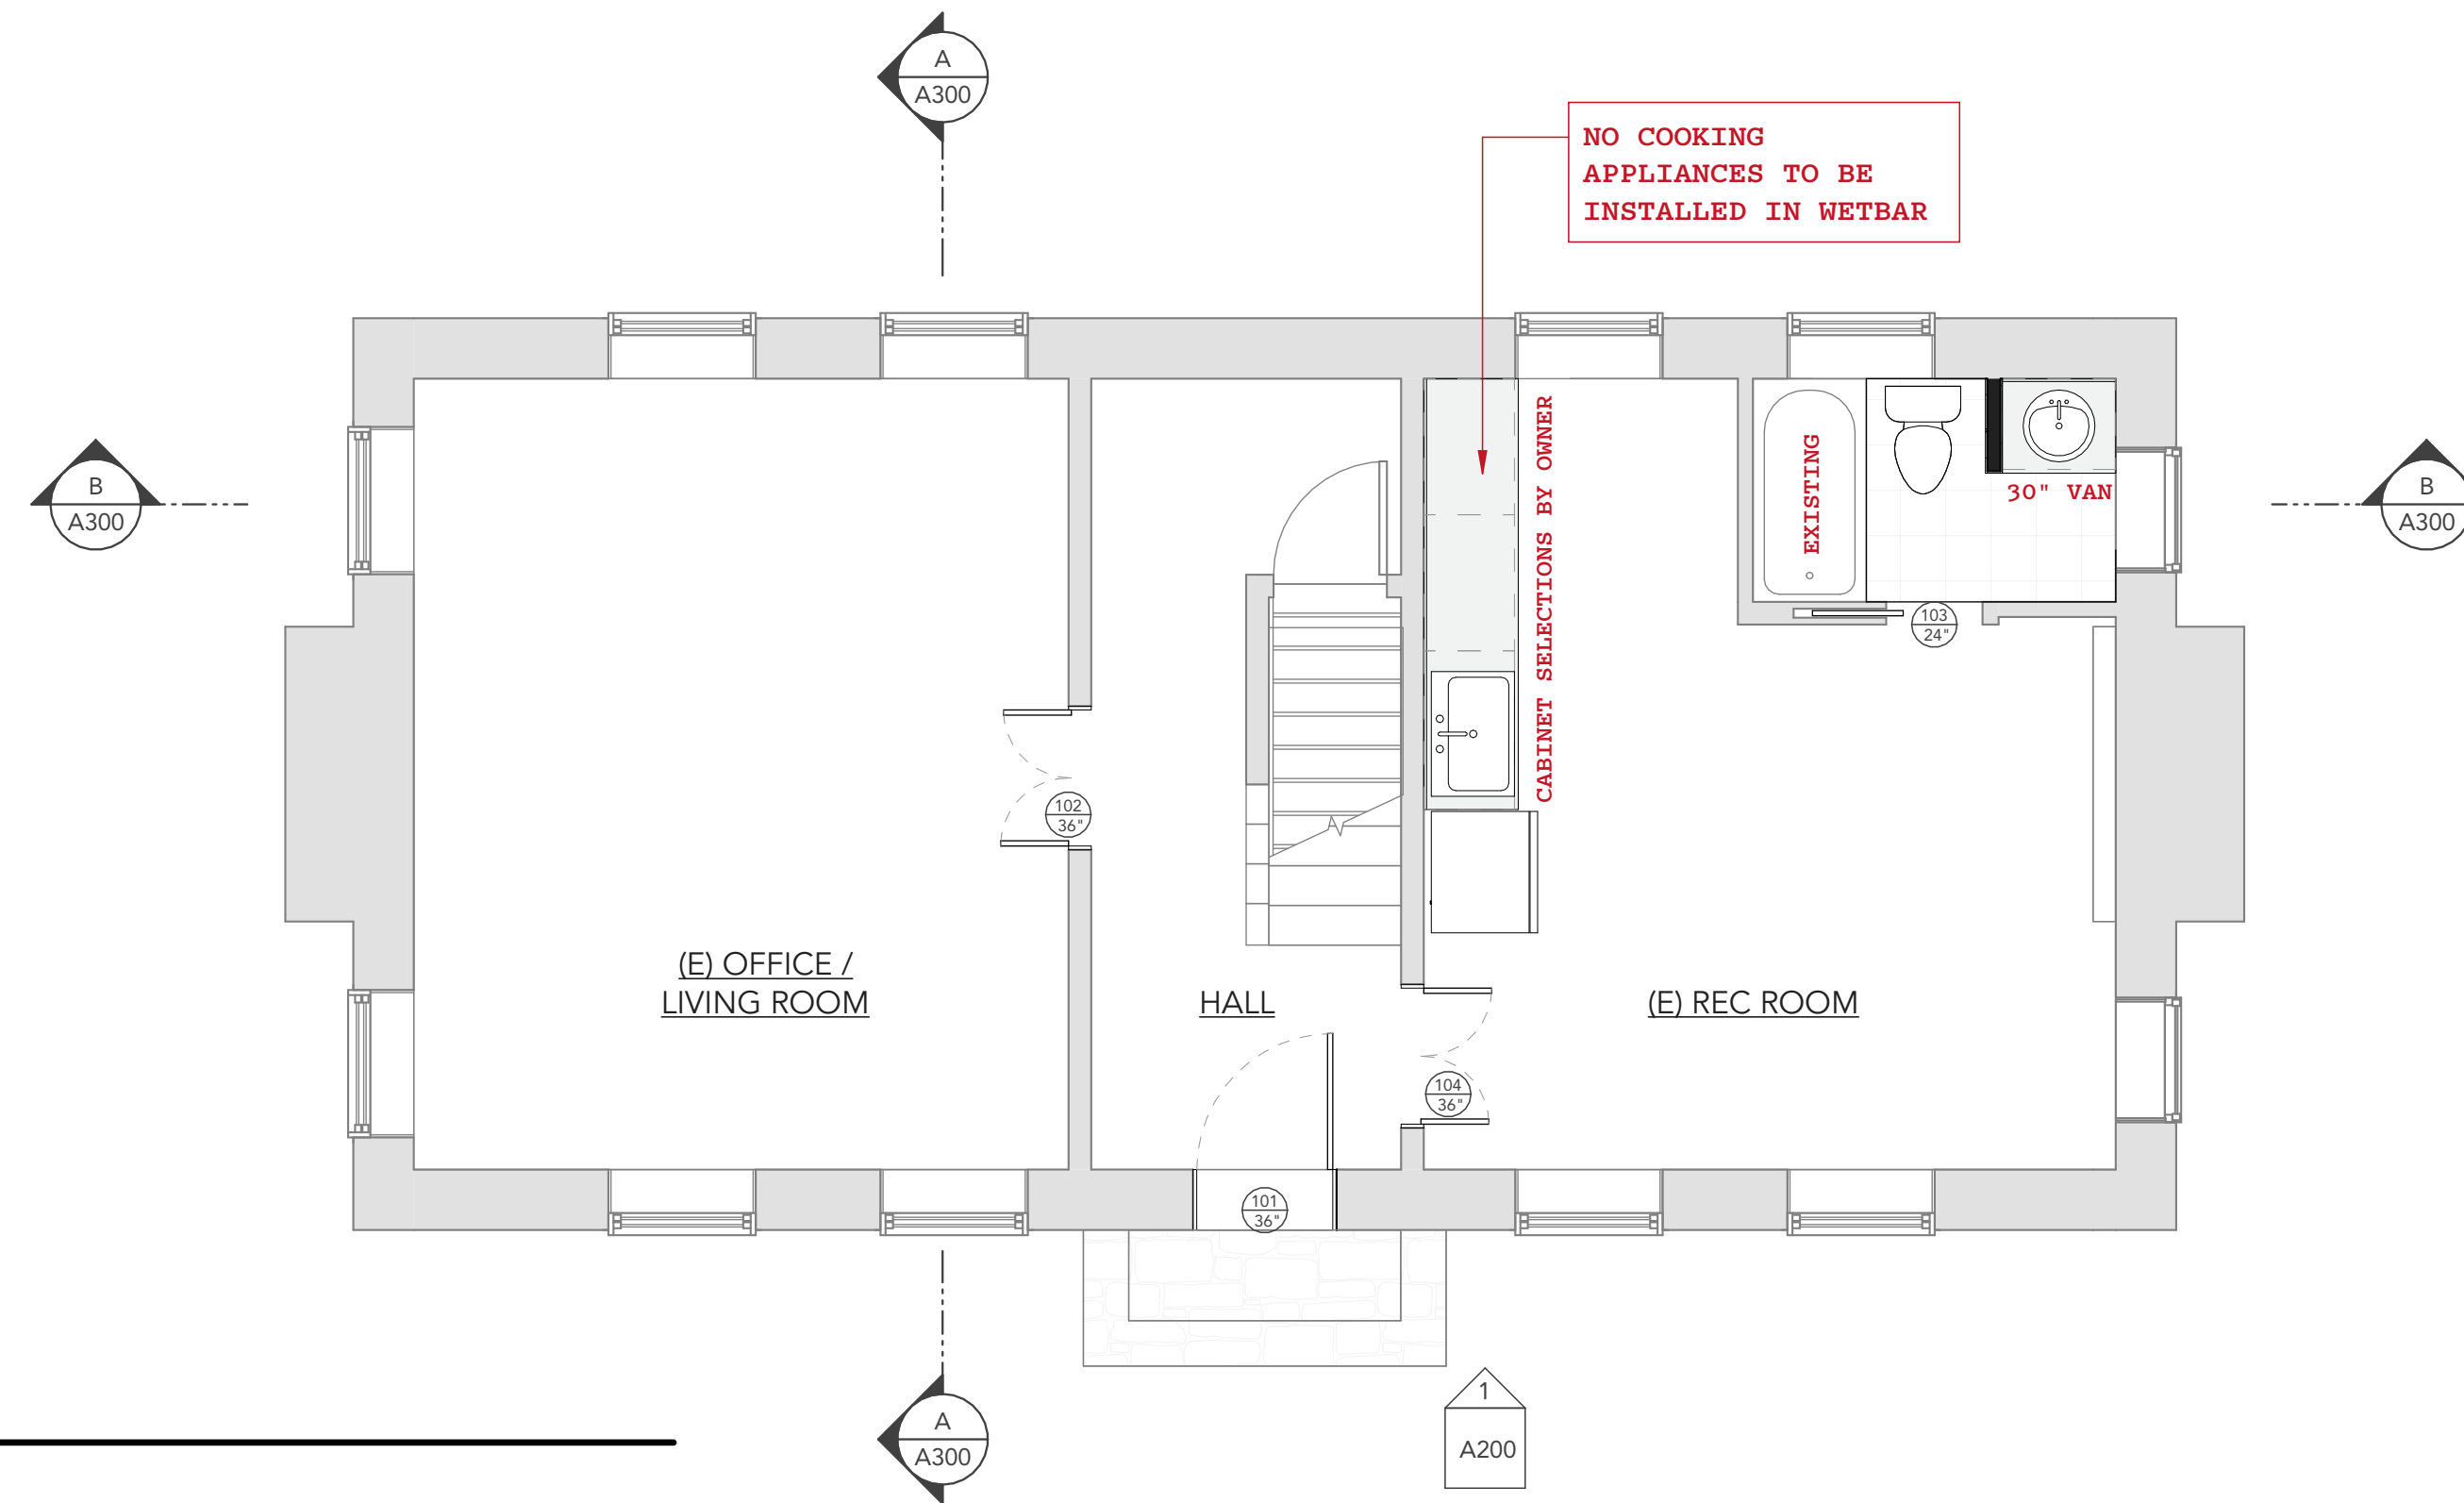 A
A300
NO COOKING
APPLIANCES TO BE
INSTALLED IN WETBAR
B
A300
CABINET SELECTIONS BY OWNER
EXISTING
30" VAN
B
A300
103
24"
102
36"
(E) OFFICE /
LIVING ROOM
HALL
(E) REC ROOM
104
36"
101
36"
A
A300
1
A200